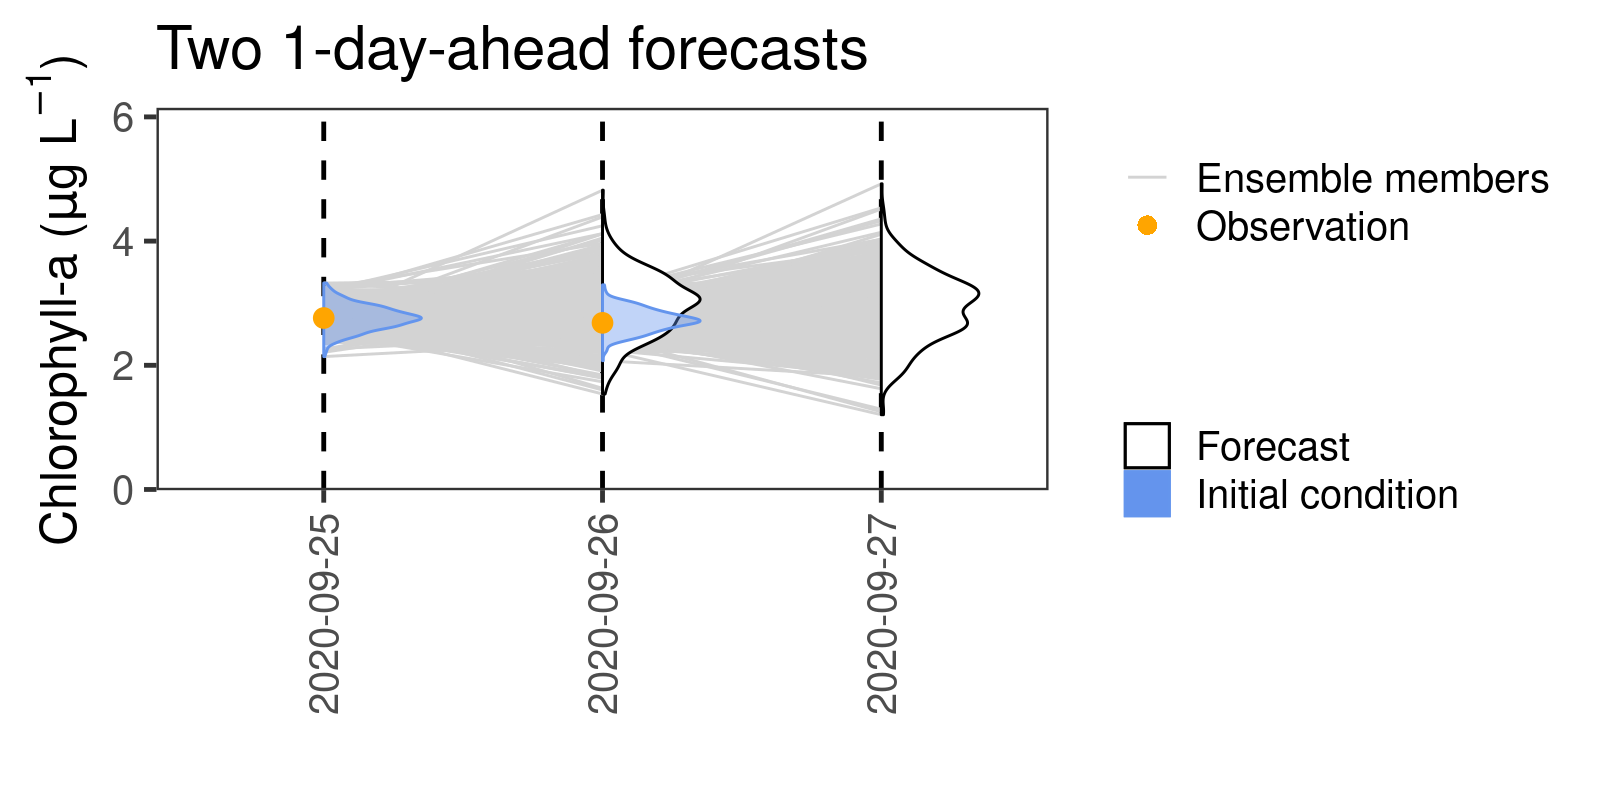 Two 1-day-ahead forecasts
Chlorophyll-a (µg L⁻¹)
6
4
2
0
2020-09-25
2020-09-26
2020-09-27
Ensemble members
Observation
Forecast
Initial condition